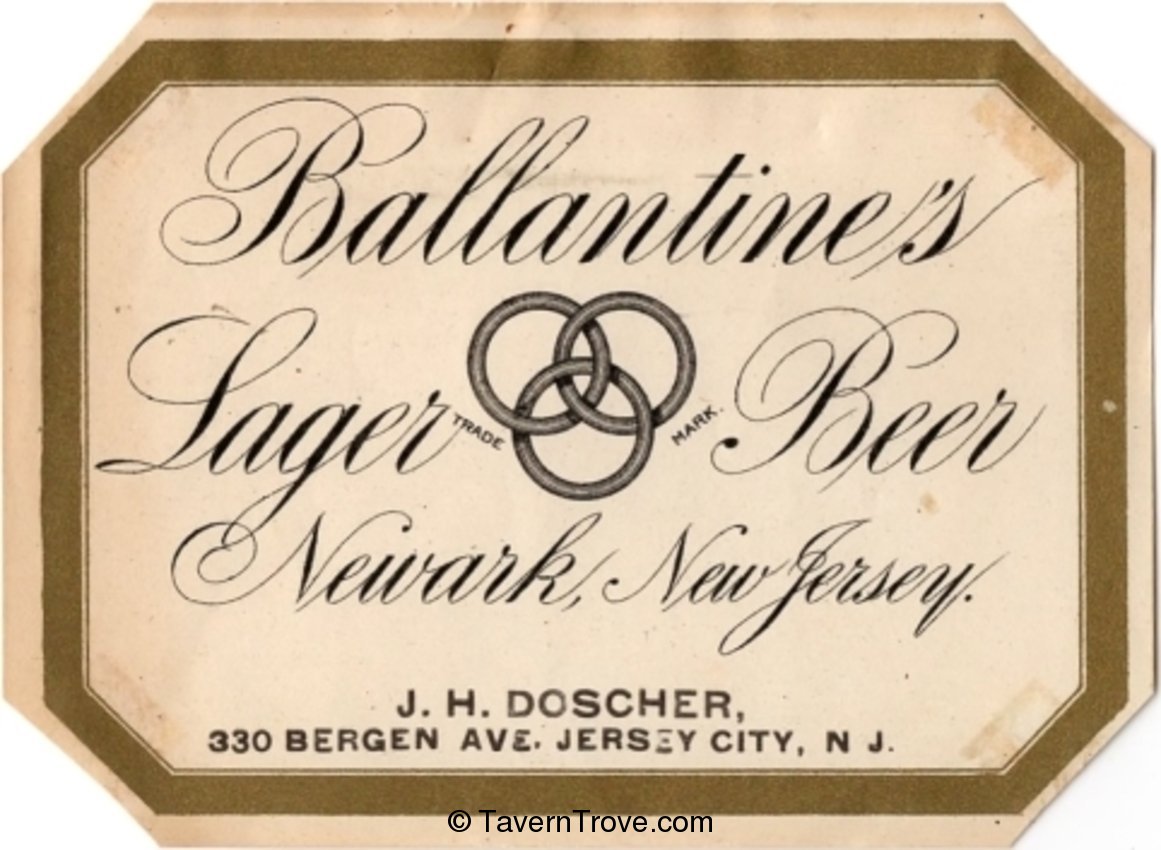 Ballantine's
Lager Beer
TRADE MARK.
Newark, New Jersey.
J. H. DOSCHER,
330 BERGEN AVE. JERSEY CITY, N J.
© TavernTrove.com